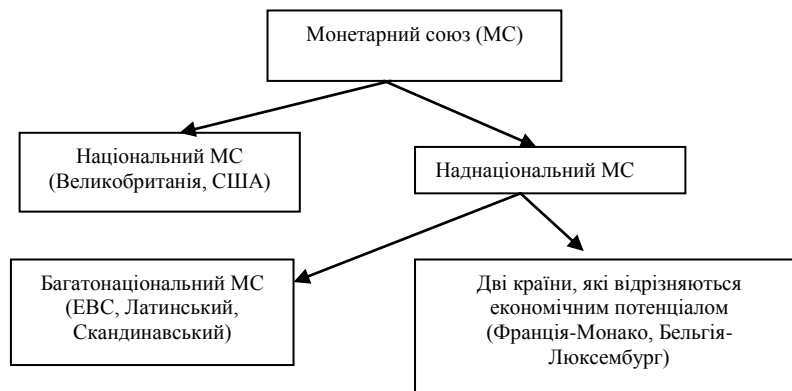 Монетарний союз (МС)
Національний МС
(Великобританія, США)
Наднаціональний МС
Багатонаціональний МС
(ЕВС, Латинський,
Скандинавський)
Дві країни, які відрізняються
економічним потенціалом
(Франція-Монако, Бельгія-
Люксембург)